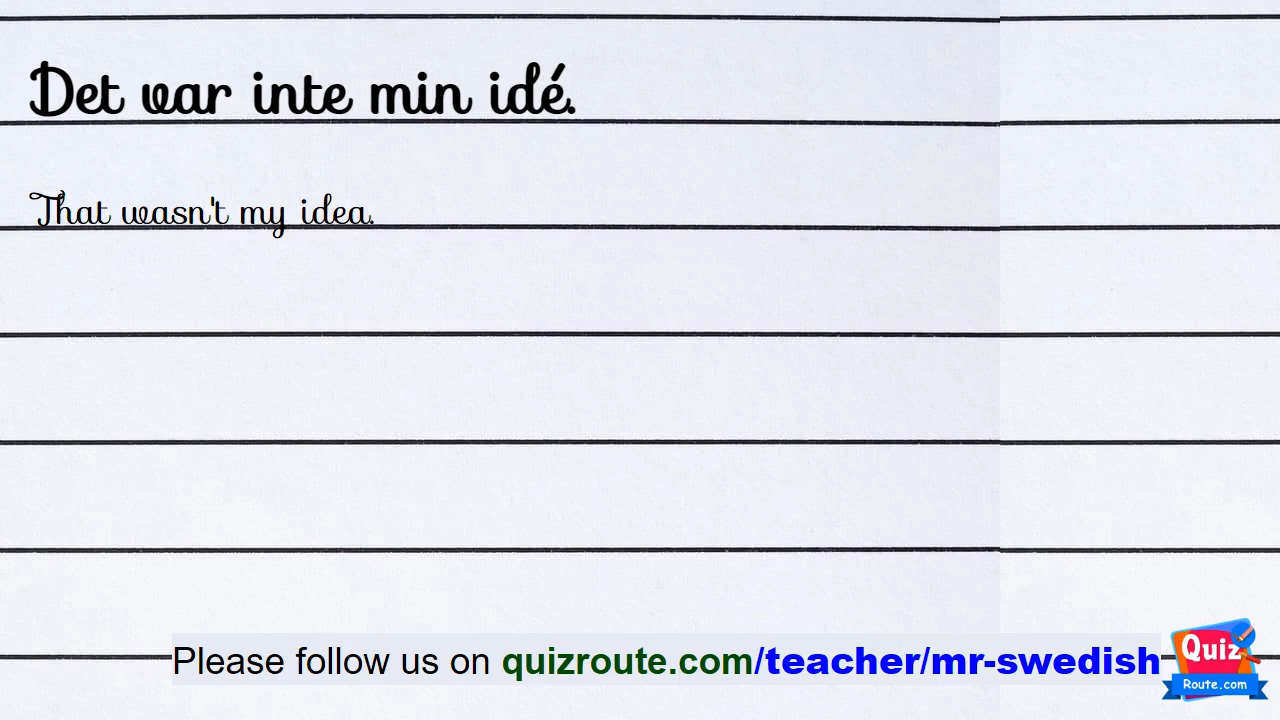 Det var inte min idé.
That wasn't my idea.
Please follow us on quizroute.com/teacher/mr-swedish
Quiz
Route.com